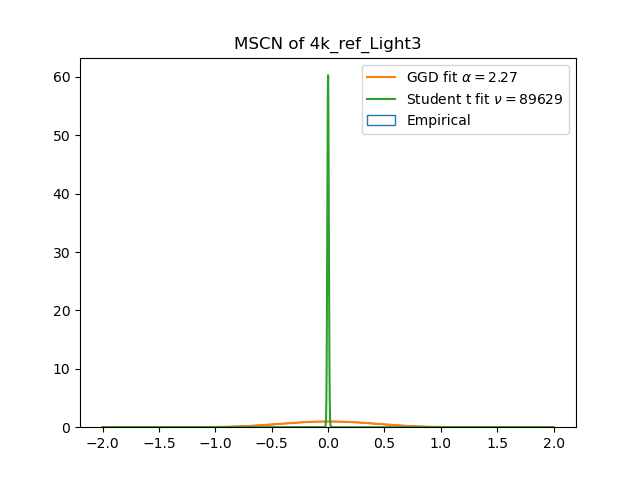 MSCN of 4k_ref_Light3
GGD fit α = 2.27
Student t fit ν = 89629
Empirical
60
50
40
30
20
10
0
−2.0 −1.5 −1.0 −0.5 0.0 0.5 1.0 1.5 2.0